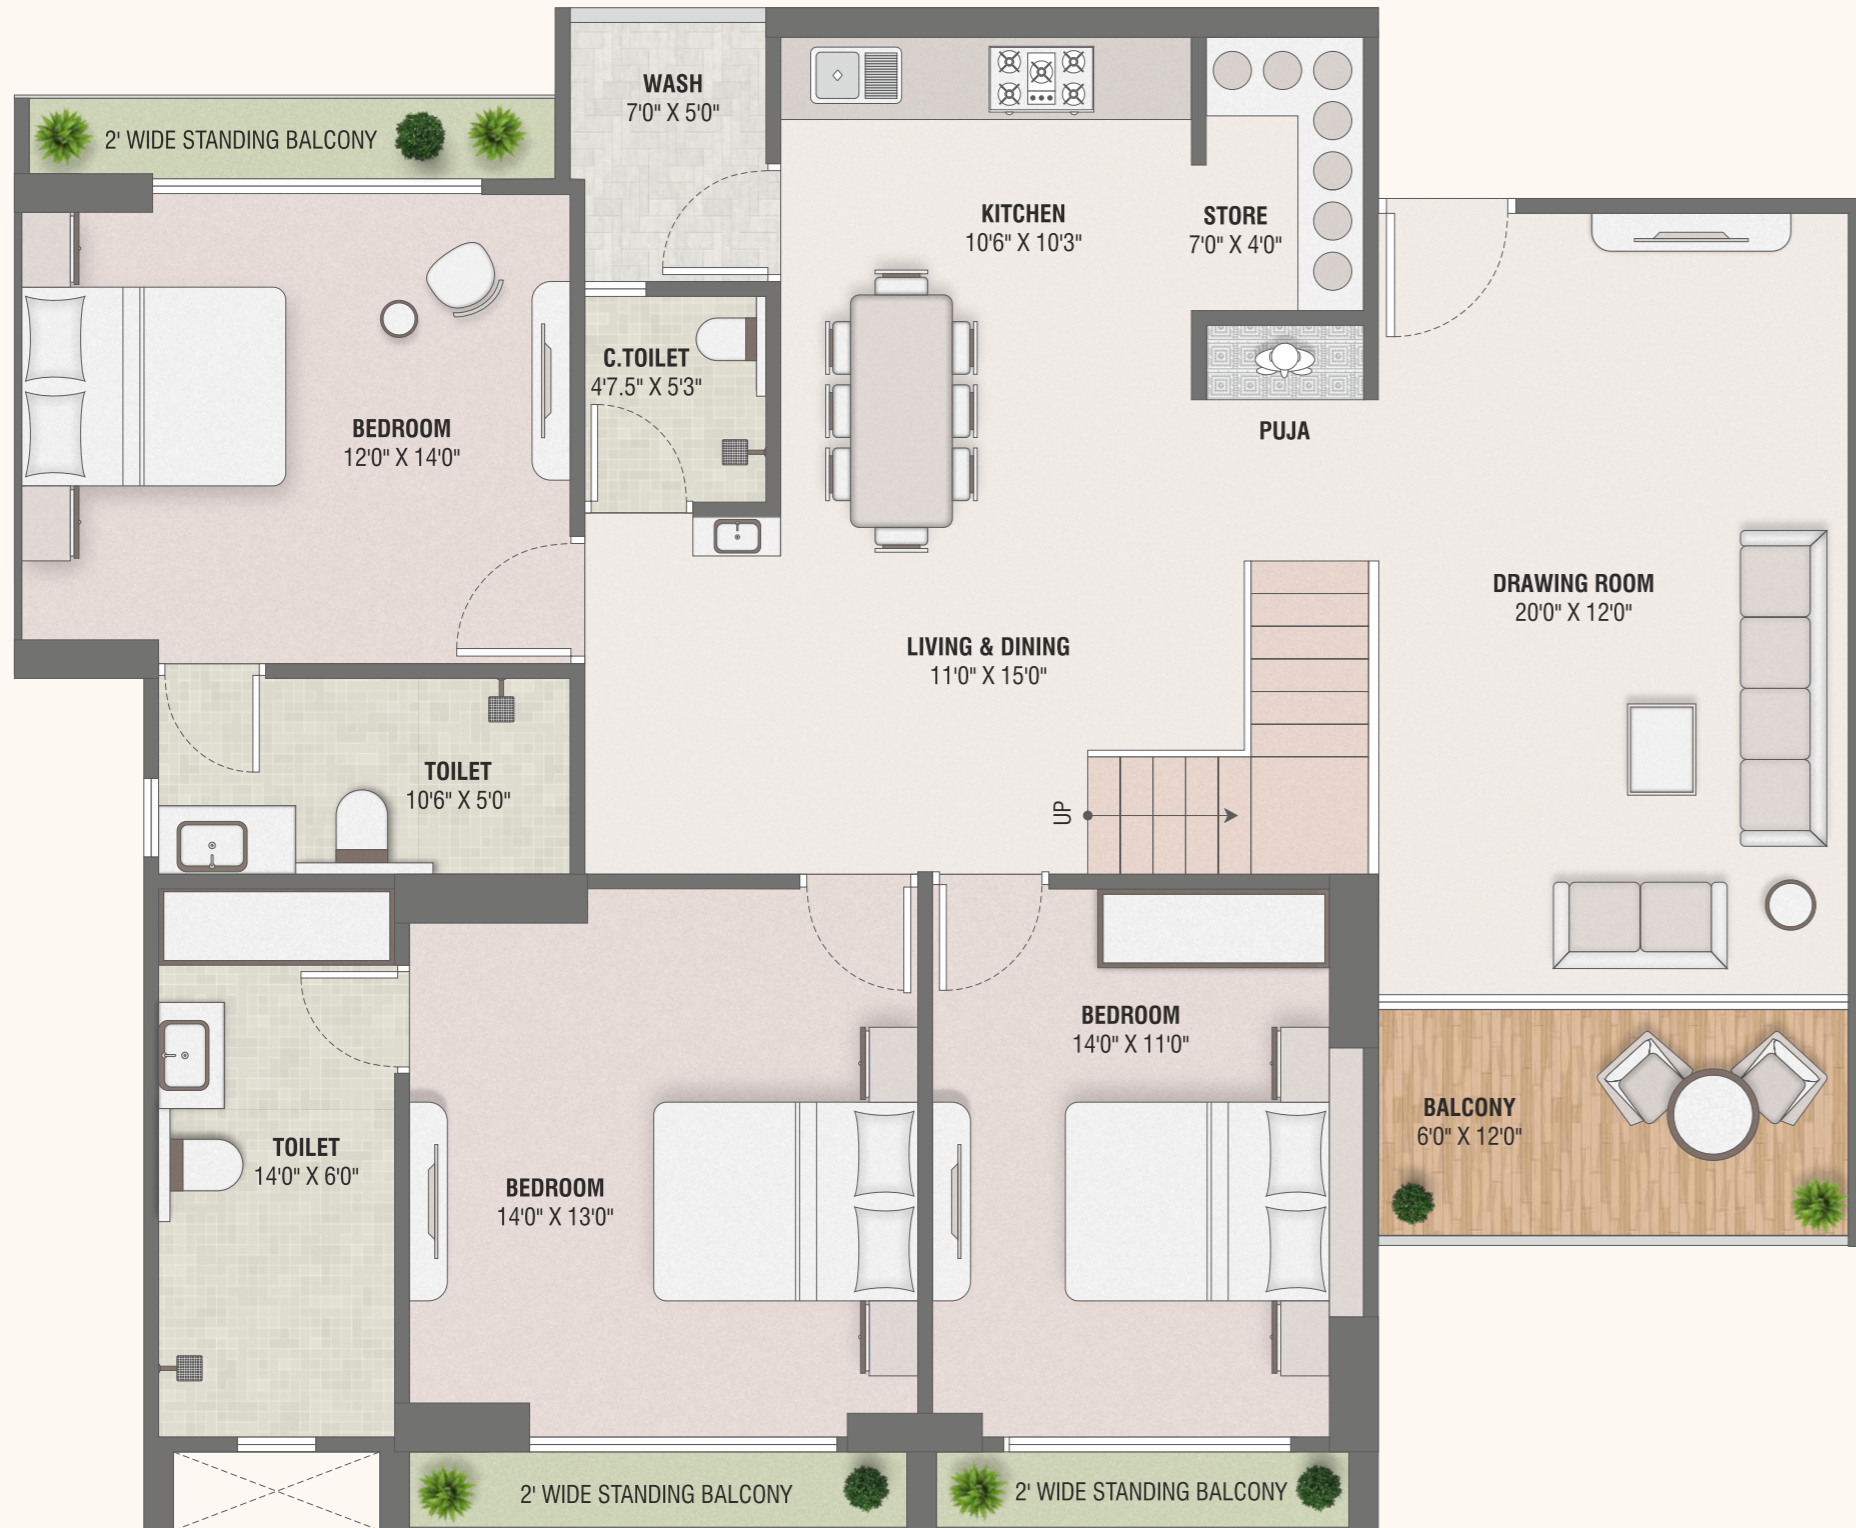 WASH
7'0" X 5'0"
2' WIDE STANDING BALCONY
KITCHEN
10'6" X 10'3"
STORE
7'0" X 4'0"
C.TOILET
4'7.5" X 5'3"
BEDROOM
12'0" X 14'0"
PUJA
DRAWING ROOM
20'0" X 12'0"
LIVING & DINING
11'0" X 15'0"
TOILET
10'6" X 5'0"
UP
BEDROOM
14'0" X 11'0"
BALCONY
6'0" X 12'0"
TOILET
14'0" X 6'0"
BEDROOM
14'0" X 13'0"
2' WIDE STANDING BALCONY
2' WIDE STANDING BALCONY